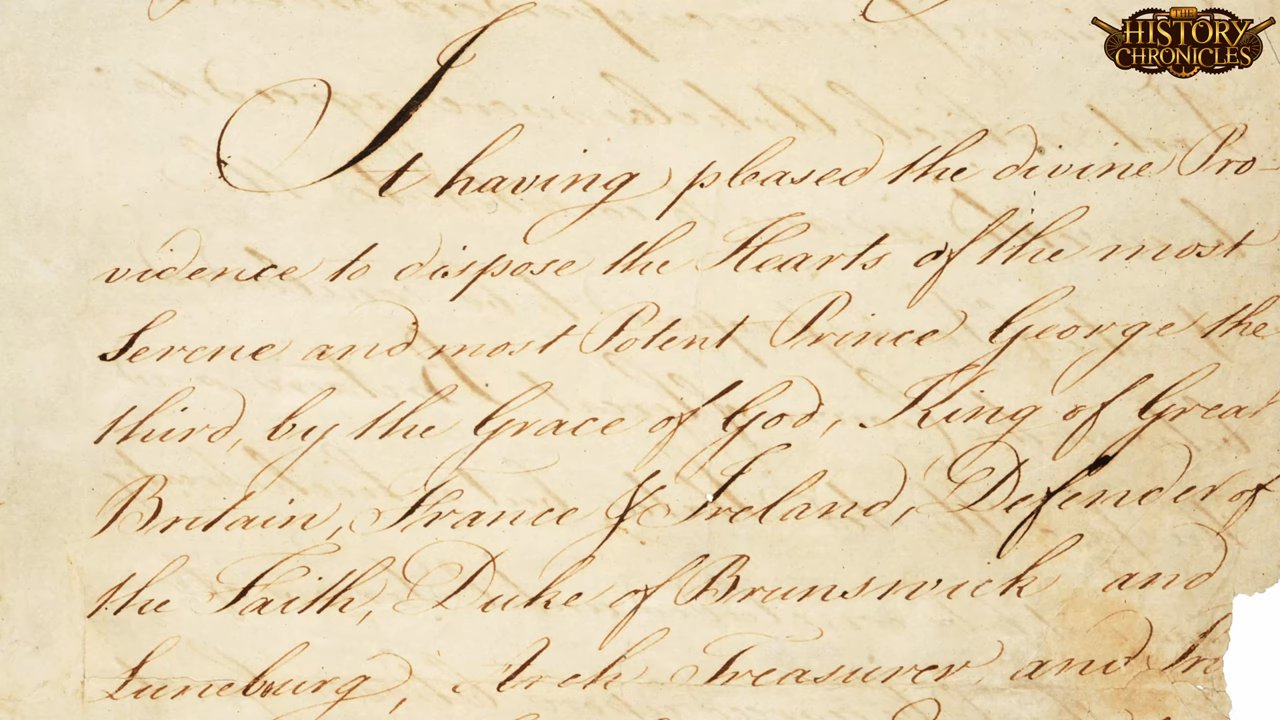 THE
HISTORY
CHRONICLES
It having pleased the divine Pro-
vidence to dispose the Hearts of the most
Serene and most Potent Prince George the
third, by the Grace of God, King of Great
Britain, France & Ireland, Defender of
the Faith, Duke of Brunswick and
Luneburg, Arch Treasurer and